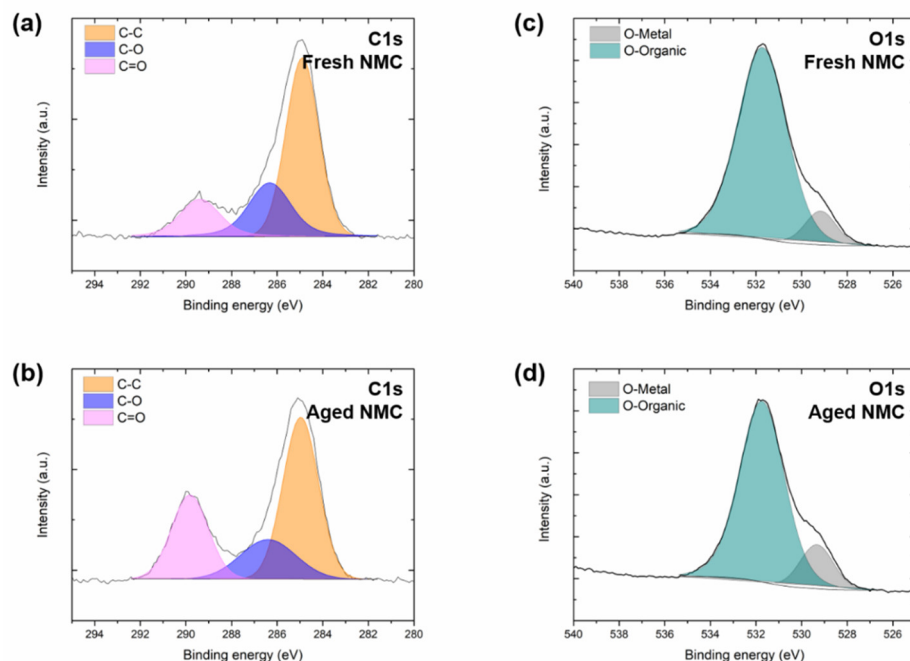 (a)
C-C
C-O
C=O
C1s
Fresh NMC
Intensity (a.u.)
294 292 290 288 286 284 282 280
Binding energy (eV)
(c)
O-Metal
O-Organic
O1s
Fresh NMC
Intensity (a.u.)
540 538 536 534 532 530 528 526
Binding energy (eV)
(b)
C-C
C-O
C=O
C1s
Aged NMC
Intensity (a.u.)
294 292 290 288 286 284 282 280
Binding energy (eV)
(d)
O-Metal
O-Organic
O1s
Aged NMC
Intensity (a.u.)
540 538 536 534 532 530 528 526
Binding energy (eV)